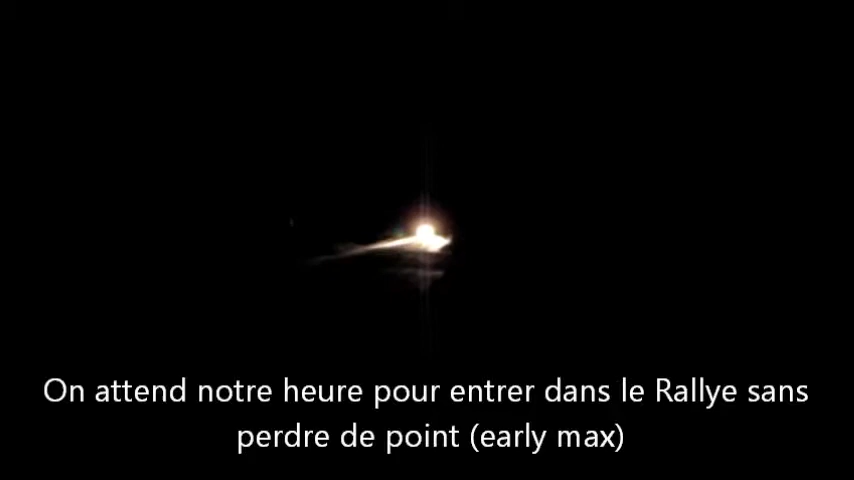 On attend notre heure pour entrer dans le Rallye sans
perdre de point (early max)